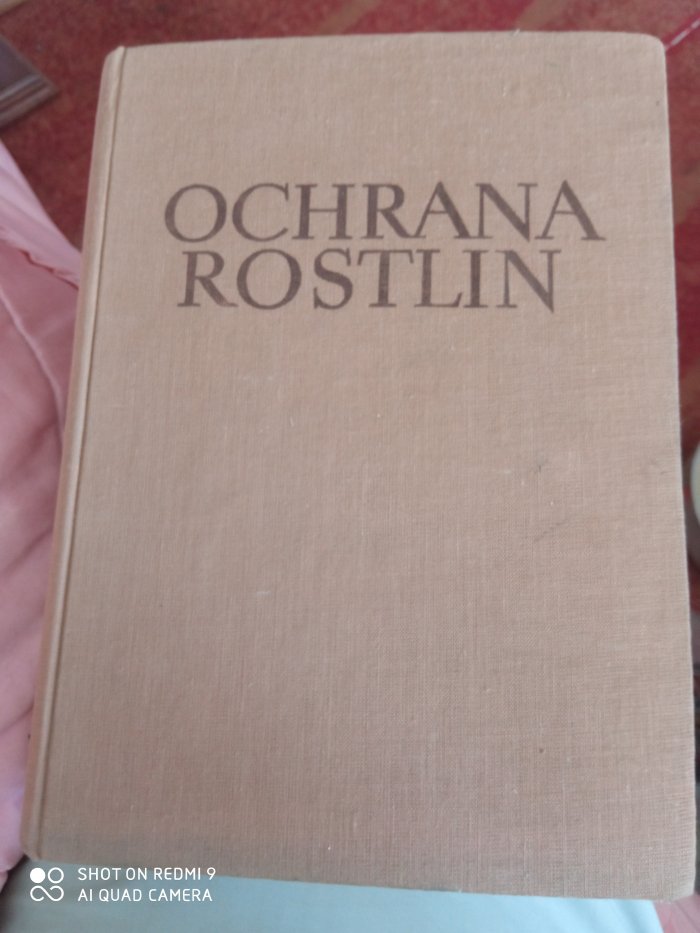 OCHRANA
ROSTLIN
SHOT ON REDMI 9
AI QUAD CAMERA